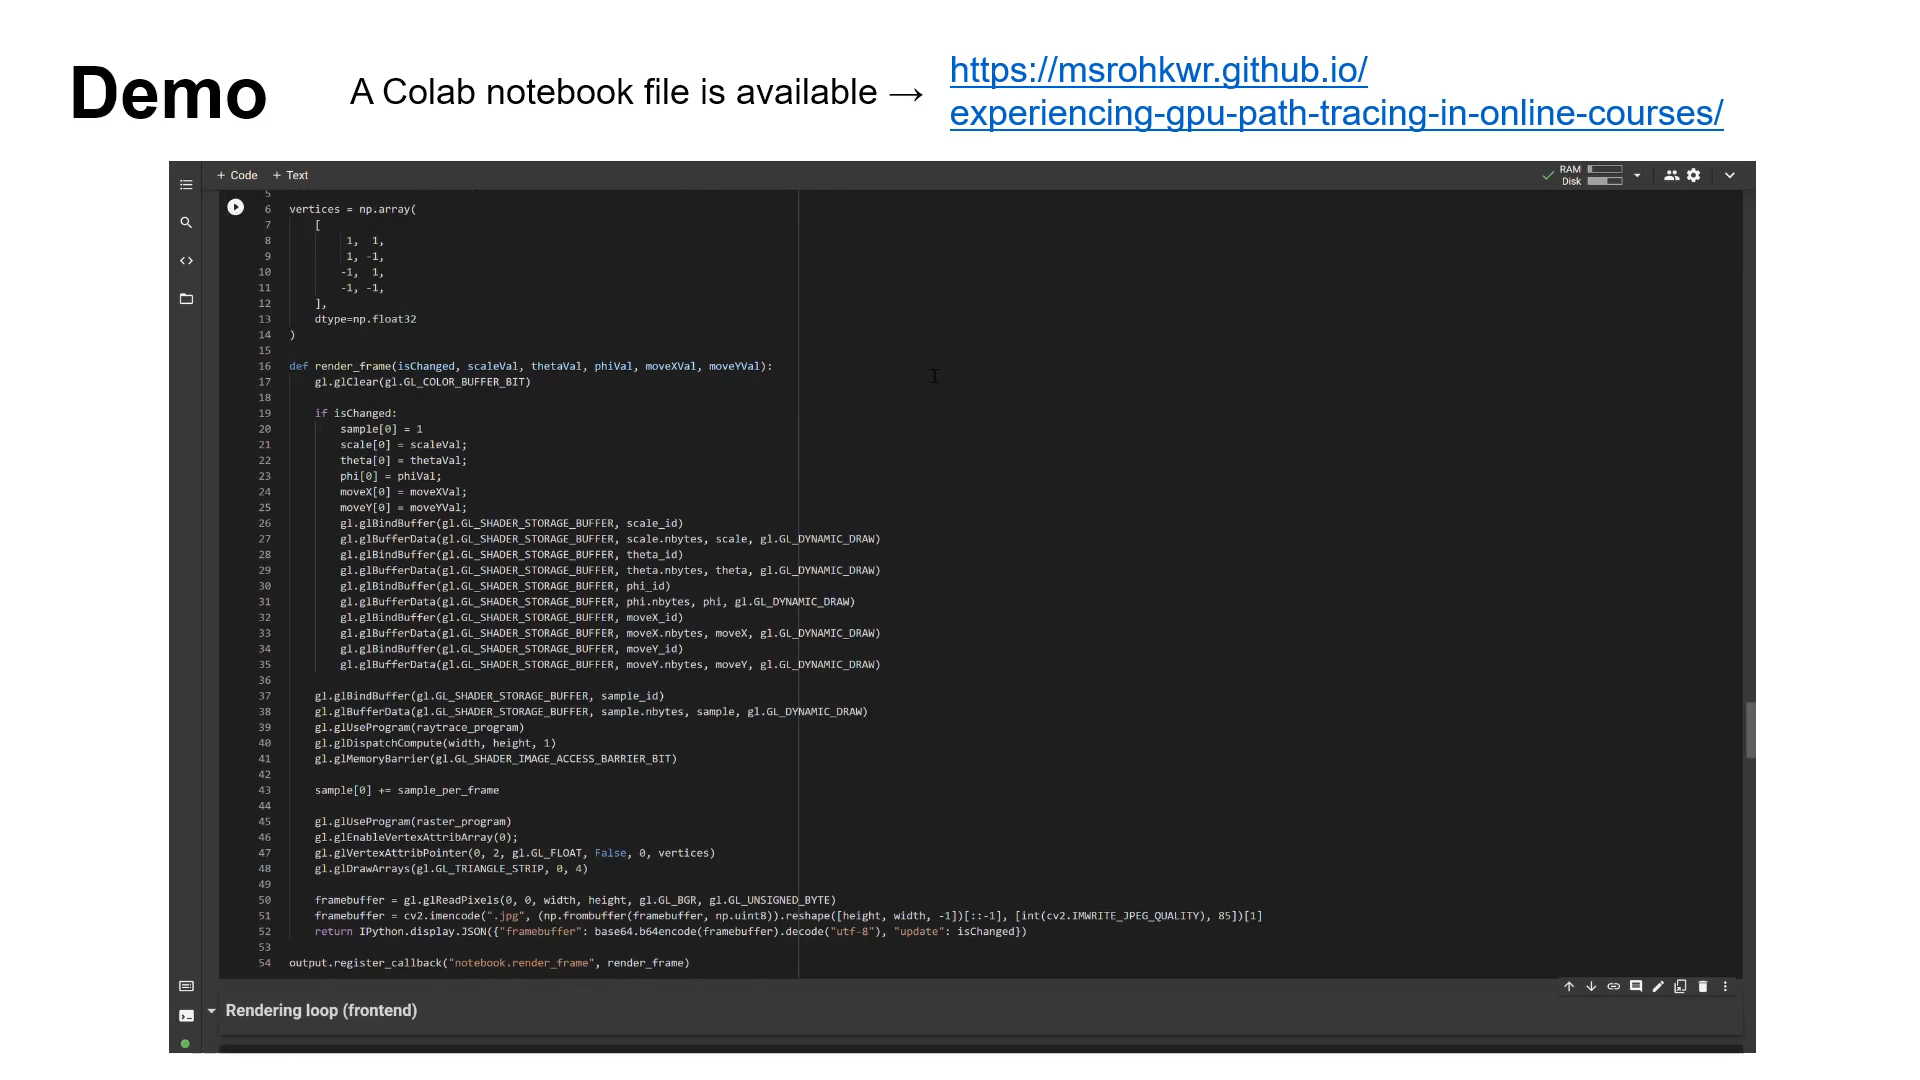 Demo
A Colab notebook file is available →
https://msrohkwr.github.io/
experiencing-gpu-path-tracing-in-online-courses/
+ Code + Text
RAM
Disk
5
6 vertices = np.array(
7     [
8          1,  1,
9          1, -1,
10         -1,  1,
11         -1, -1,
12     ],
13     dtype=np.float32
14 )
15
16 def render_frame(isChanged, scaleVal, thetaVal, phiVal, moveXVal, moveYVal):
17     gl.glClear(gl.GL_COLOR_BUFFER_BIT)
18
19     if isChanged:
20         sample[0] = 1
21         scale[0] = scaleVal;
22         theta[0] = thetaVal;
23         phi[0] = phiVal;
24         moveX[0] = moveXVal;
25         moveY[0] = moveYVal;
26         gl.glBindBuffer(gl.GL_SHADER_STORAGE_BUFFER, scale_id)
27         gl.glBufferData(gl.GL_SHADER_STORAGE_BUFFER, scale.nbytes, scale, gl.GL_DYNAMIC_DRAW)
28         gl.glBindBuffer(gl.GL_SHADER_STORAGE_BUFFER, theta_id)
29         gl.glBufferData(gl.GL_SHADER_STORAGE_BUFFER, theta.nbytes, theta, gl.GL_DYNAMIC_DRAW)
30         gl.glBindBuffer(gl.GL_SHADER_STORAGE_BUFFER, phi_id)
31         gl.glBufferData(gl.GL_SHADER_STORAGE_BUFFER, phi.nbytes, phi, gl.GL_DYNAMIC_DRAW)
32         gl.glBindBuffer(gl.GL_SHADER_STORAGE_BUFFER, moveX_id)
33         gl.glBufferData(gl.GL_SHADER_STORAGE_BUFFER, moveX.nbytes, moveX, gl.GL_DYNAMIC_DRAW)
34         gl.glBindBuffer(gl.GL_SHADER_STORAGE_BUFFER, moveY_id)
35         gl.glBufferData(gl.GL_SHADER_STORAGE_BUFFER, moveY.nbytes, moveY, gl.GL_DYNAMIC_DRAW)
36
37     gl.glBindBuffer(gl.GL_SHADER_STORAGE_BUFFER, sample_id)
38     gl.glBufferData(gl.GL_SHADER_STORAGE_BUFFER, sample.nbytes, sample, gl.GL_DYNAMIC_DRAW)
39     gl.glUseProgram(raytrace_program)
40     gl.glDispatchCompute(width, height, 1)
41     gl.glMemoryBarrier(gl.GL_SHADER_IMAGE_ACCESS_BARRIER_BIT)
42
43     sample[0] += sample_per_frame
44
45     gl.glUseProgram(raster_program)
46     gl.glEnableVertexAttribArray(0);
47     gl.glVertexAttribPointer(0, 2, gl.GL_FLOAT, False, 0, vertices)
48     gl.glDrawArrays(gl.GL_TRIANGLE_STRIP, 0, 4)
49
50     framebuffer = gl.glReadPixels(0, 0, width, height, gl.GL_BGR, gl.GL_UNSIGNED_BYTE)
51     framebuffer = cv2.imencode(".jpg", (np.frombuffer(framebuffer, np.uint8)).reshape([height, width, -1])[::-1], [int(cv2.IMWRITE_JPEG_QUALITY), 85])[1]
52     return IPython.display.JSON({"framebuffer": base64.b64encode(framebuffer).decode("utf-8"), "update": isChanged})
53
54 output.register_callback("notebook.render_frame", render_frame)
Rendering loop (frontend)